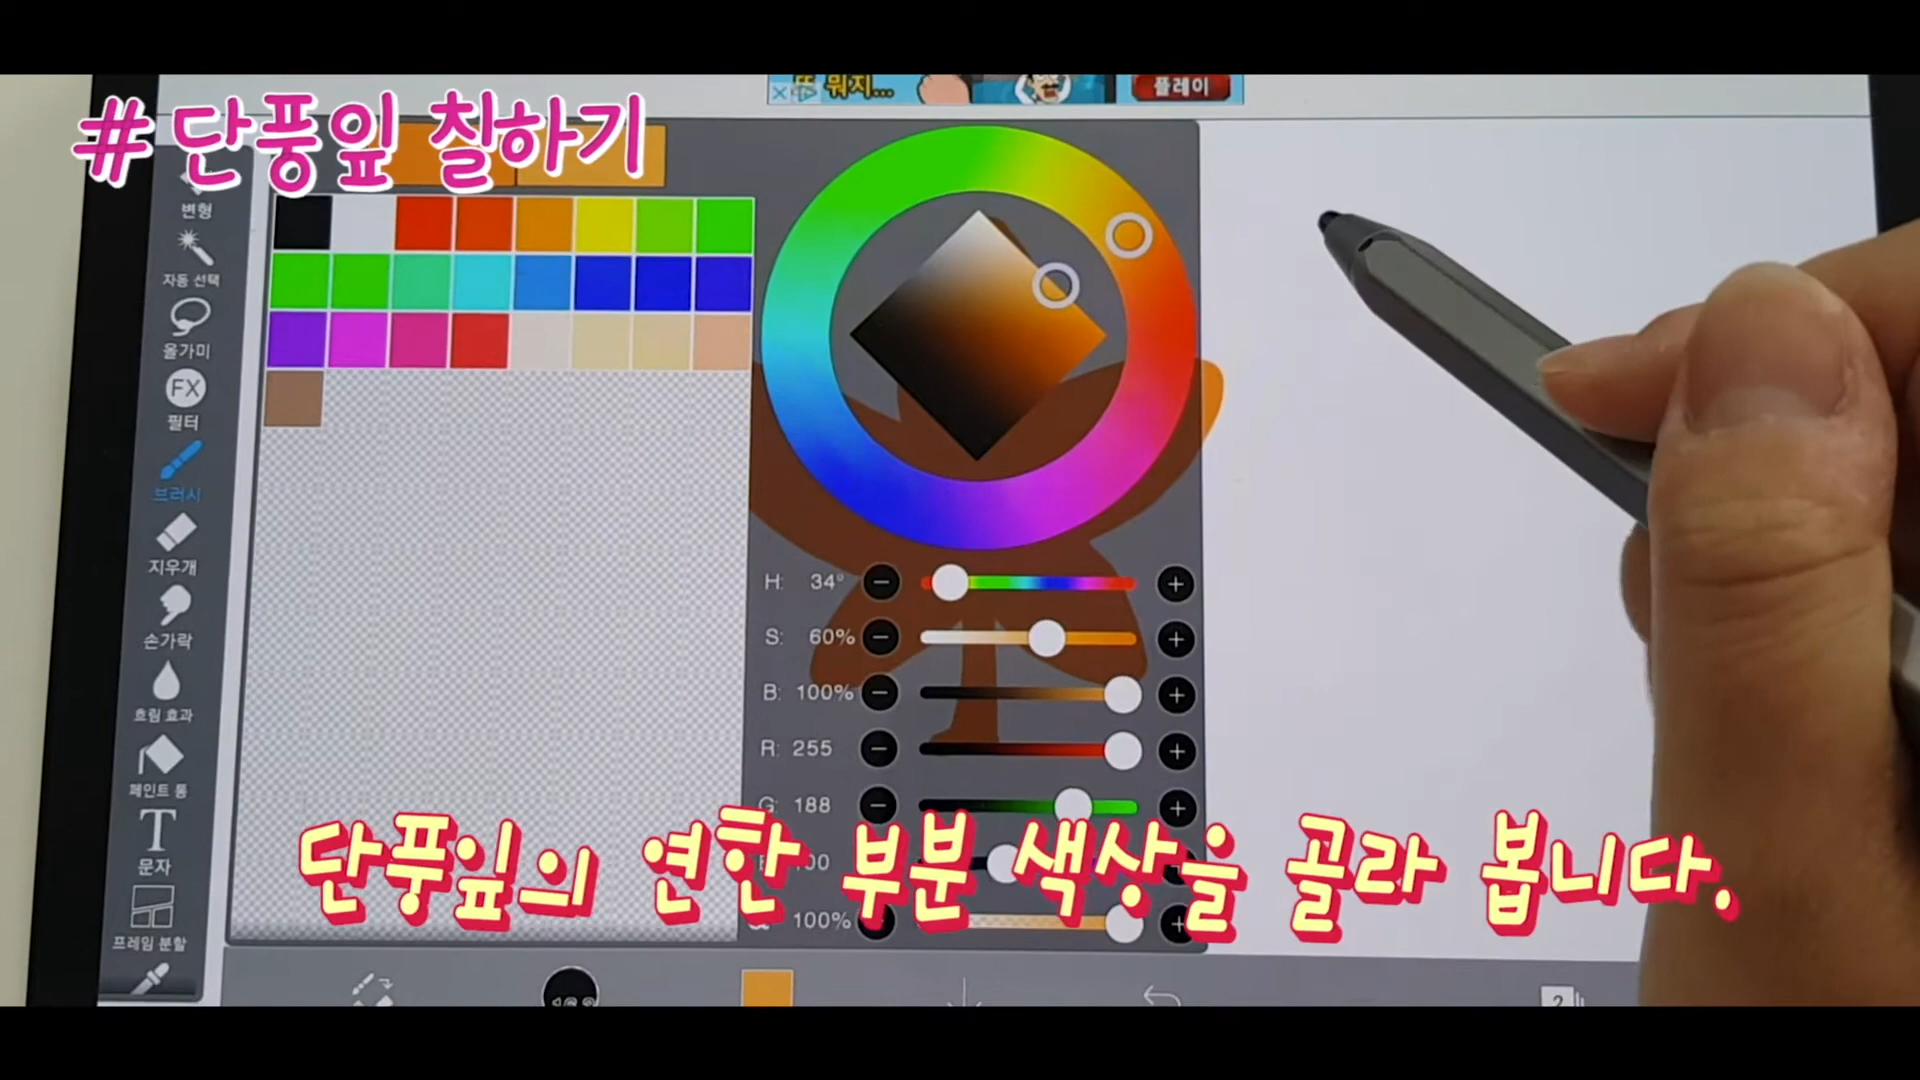 뭐지...
플레이
#단풍잎 칠하기
변형
자동 선택
올가미
FX
필터
브러시
지우개
손가락
흐림 효과
페인트 통
T
문자
프레임 분할
H: 34°
S: 60%
B: 100%
R: 255
G: 188
100%
단풍잎의 연한 부분 색상을 골라 봅니다.
2